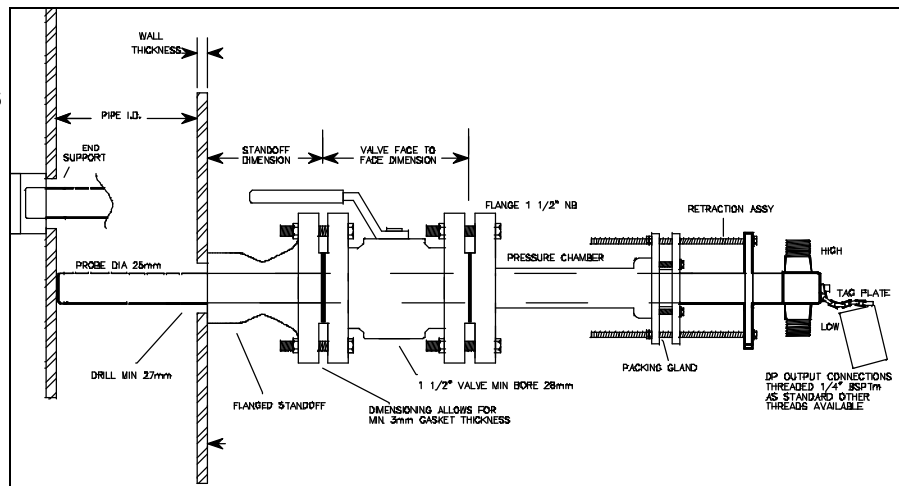 WALL
THICKNESS
PIPE I.D.
END
SUPPORT
STANDOFF
DIMENSION
VALVE FACE TO
FACE DIMENSION
FLANGE 1 1/2" NB
RETRACTION ASSY
HIGH
PROBE DIA 25mm
PRESSURE CHAMBER
TAG PLATE
LOW
DRILL MIN 27mm
PACKING GLAND
1 1/2" VALVE MIN BORE 28mm
FLANGED STANDOFF
DIMENSIONING ALLOWS FOR
MIN. 3mm GASKET THICKNESS
DP OUTPUT CONNECTIONS
THREADED 1/4" BSPTm
AS STANDARD OTHER
THREADS AVAILABLE